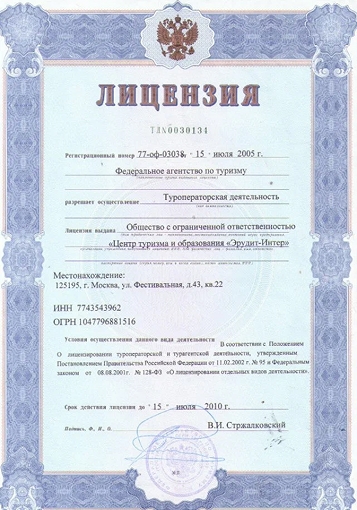 ЛИЦЕНЗИЯ
0030134
Регистрационный номер 77-оф-03038 " 15 " июля 2005 г.
Федеральное агентство по туризму
разрешает осуществление Туроператорская деятельность
Лицензия выдана Общество с ограниченной ответственностью
«Центр туризма и образования «Эрудит-Интер»
Местонахождение:
125195, г. Москва, ул. Фестивальная, д.43, кв.22
ИНН 7743543962
ОГРН 1047796881516
Условия осуществления данного вида деятельности В соответствие с Положением
О лицензировании туроператорской и турагентской деятельности, утвержденным
Постановлением Правительства Российской Федерации от 11.02.2002 г. № 95 и Федеральным
законом от 08.08.2001г. № 128-ФЗ «О лицензировании отдельных видов деятельности».
Срок действия лицензии до " 15 " июля 2010 г.
В.И. Стржалковский
Подпись, Ф., И., О.
М.П.